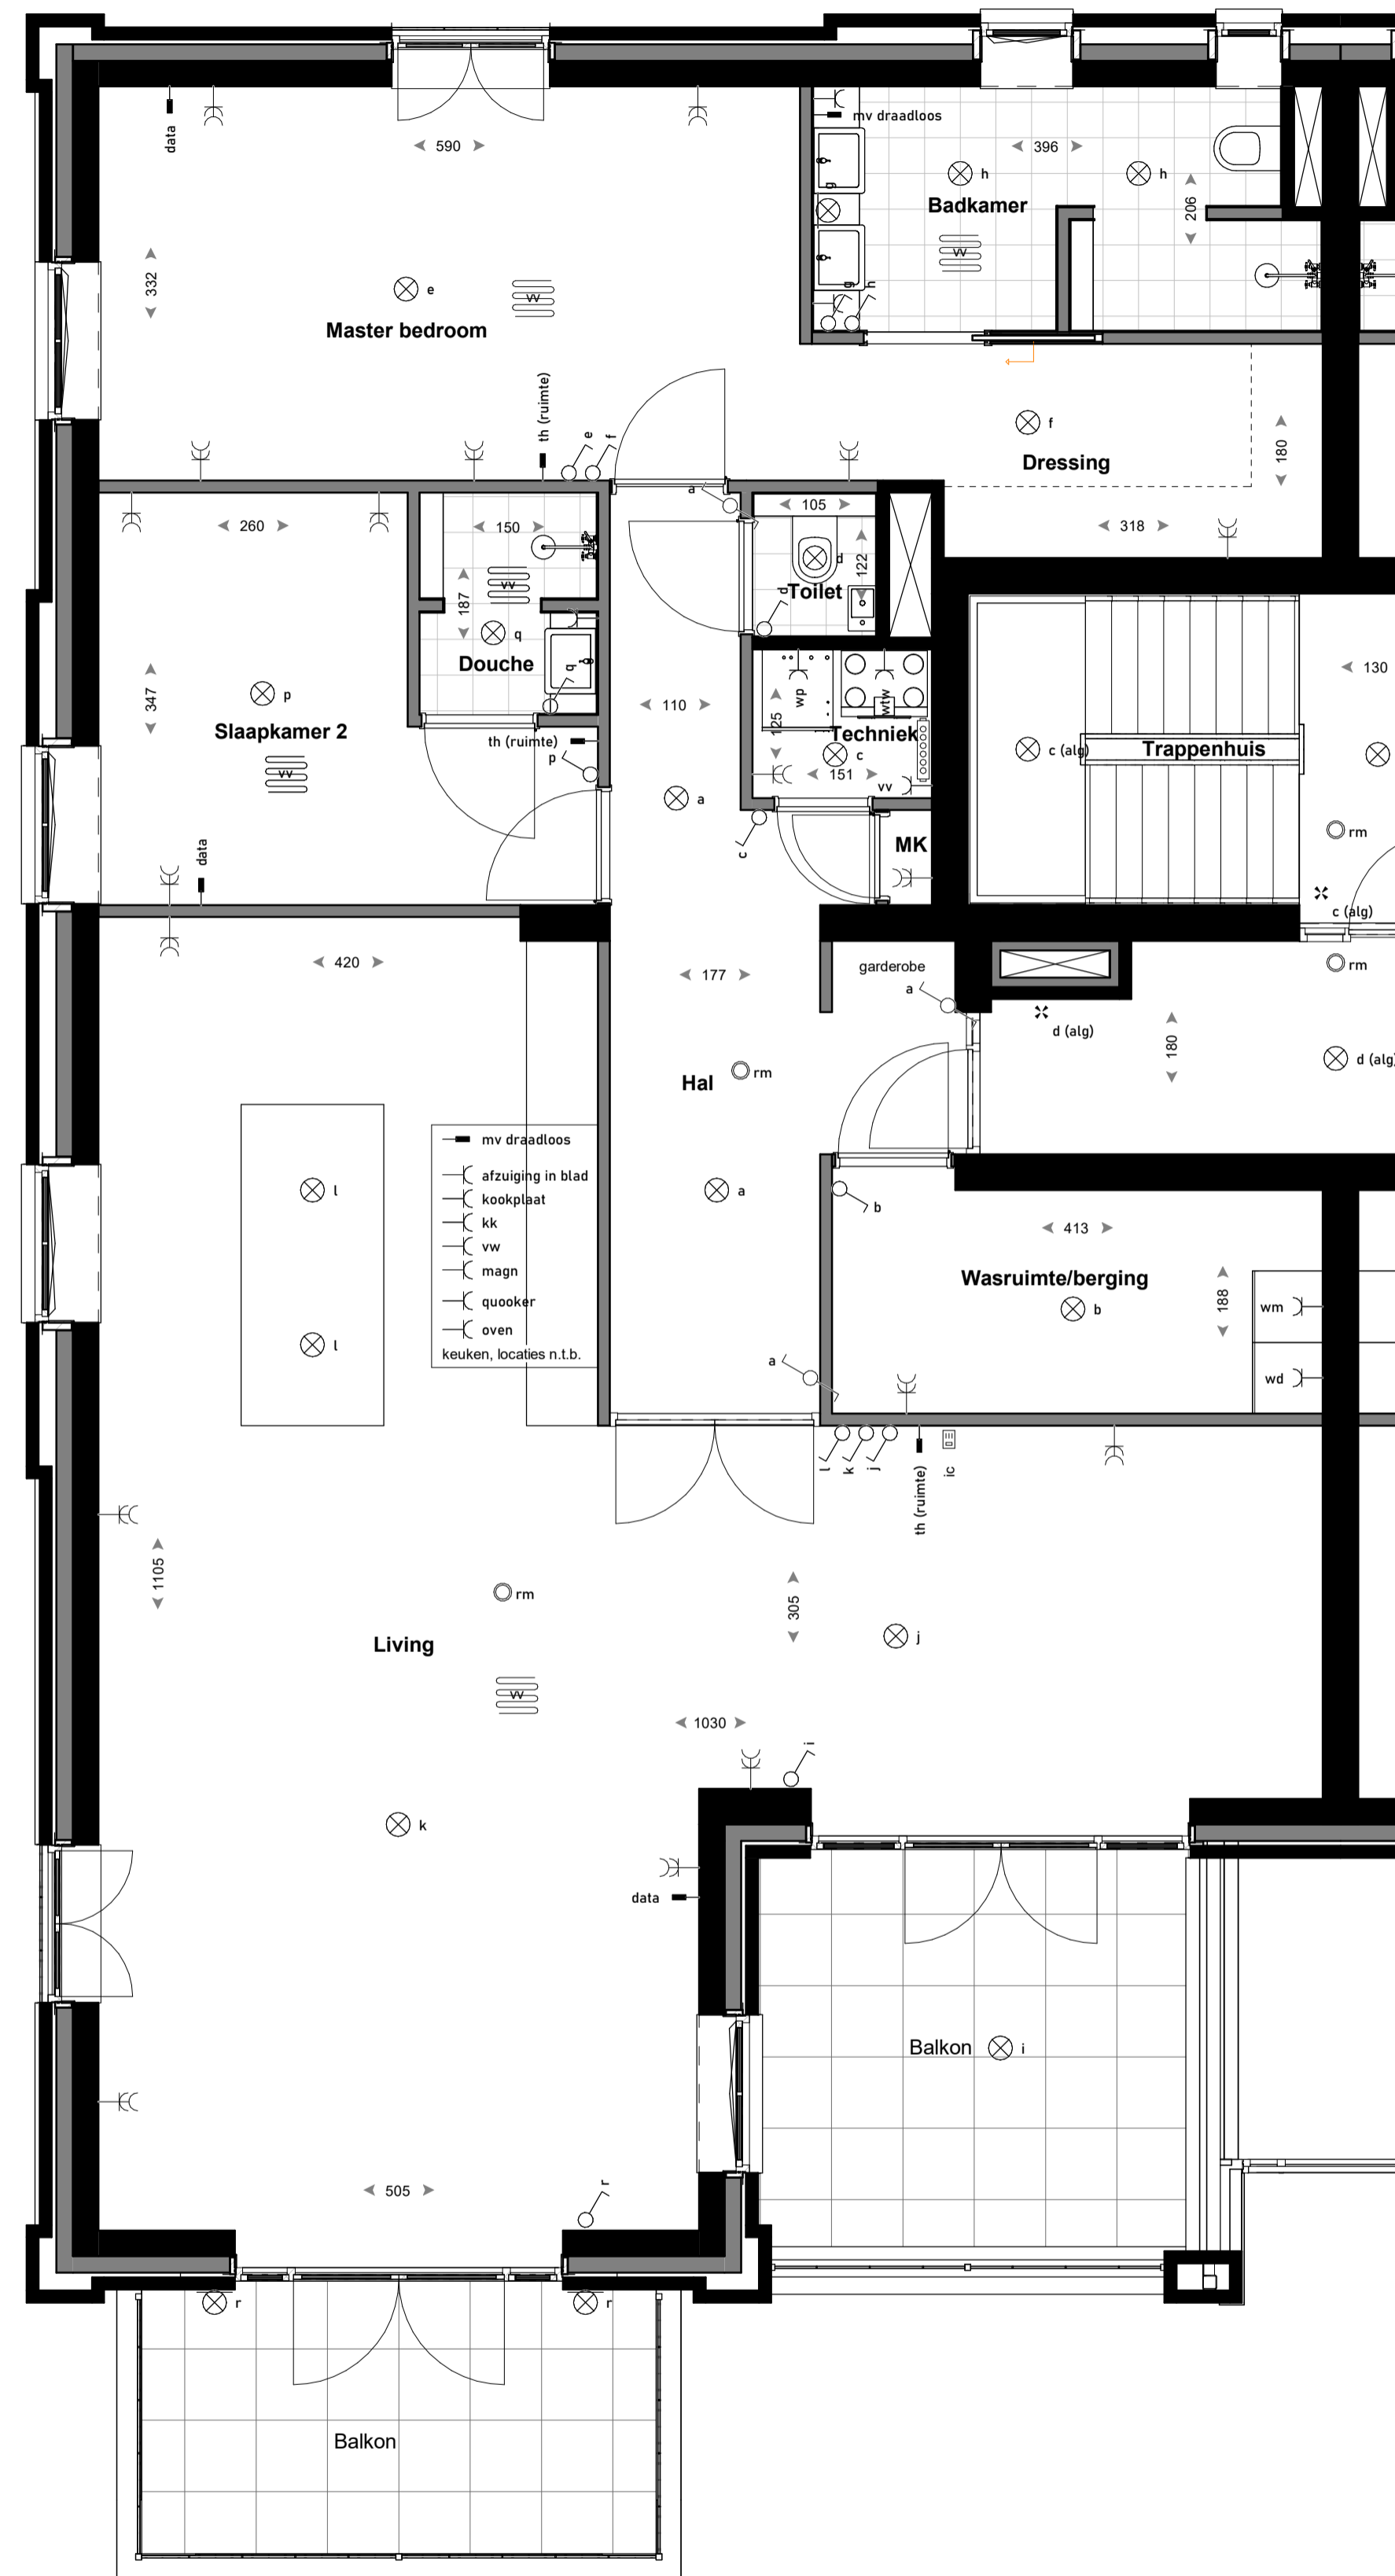 data
mv draadloos
590
396
h
h
g
Badkamer
206
332
e
vv
vv
Master bedroom
g
h
th (ruimte)
e
f
f
Dressing
180
a
260
150
105
318
122
d
vv
187
Toilet
d
q
Douche
q
347
p
110
wp
wtw
130
125
Slaapkamer 2
th (ruimte)
Techniek
c (alg)
Trappenhuis
p
c
vv
151
vv
a
rm
data
c
MK
c (alg)
420
177
garderobe
rm
a
d (alg)
180
d (alg)
rm
Hal
mv draadloos
afzuiging in blad
l
kookplaat
a
b
kk
413
vw
magn
Wasruimte/berging
188
quooker
b
wm
oven
l
keuken, locaties n.t.b.
a
wd
l
k
j
th (ruimte)
ic
1105
rm
305
j
Living
vv
1030
i
k
data
Balkon
i
505
r
r
r
Balkon